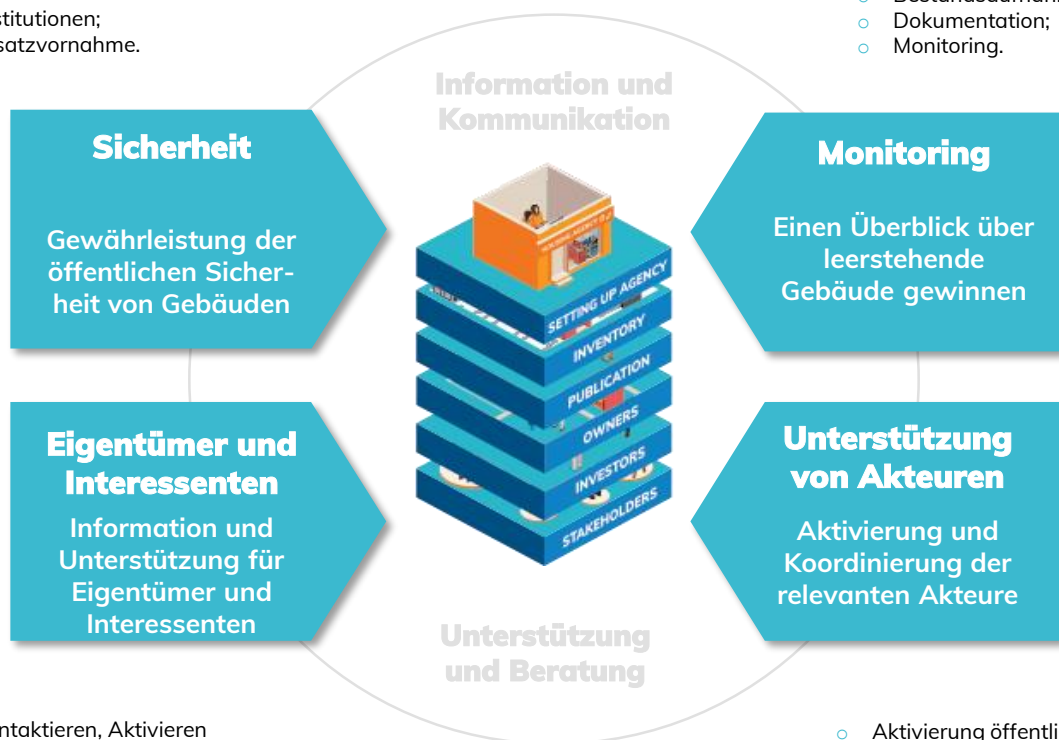 stitutionen;
satzvornahme.
Dokumentation;
Monitoring.
Information und
Kommunikation
Sicherheit
Gewährleistung der
öffentlichen Sicher-
heit von Gebäuden
Monitoring
Einen Überblick über
leerstehende
Gebäude gewinnen
SETTING UP AGENCY
INVENTORY
PUBLICATION
OWNERS
INVESTORS
STAKEHOLDERS
Eigentümer und
Interessenten
Information und
Unterstützung für
Eigentümer und
Interessenten
Unterstützung
von Akteuren
Aktivierung und
Koordinierung der
relevanten Akteure
Unterstützung
und Beratung
ntaktieren, Aktivieren
Aktivierung öffentli